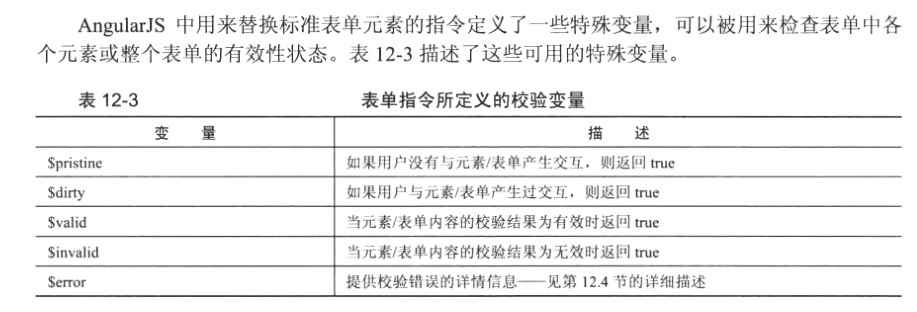 AngularJS 中用来替换标准表单元素的指令定义了一些特殊变量，可以被用来检查表单中各
个元素或整个表单的有效性状态。表 12-3 描述了这些可用的特殊变量。
表 12-3 表单指令所定义的校验变量
变 量 描 述
$pristine 如果用户没有与元素/表单产生交互，则返回 true
$dirty 如果用户与元素/表单产生过交互，则返回 true
$valid 当元素/表单内容的校验结果为有效时返回 true
$invalid 当元素/表单内容的校验结果为无效时返回 true
$error 提供校验错误的详情信息——见第 12.4 节的详细描述